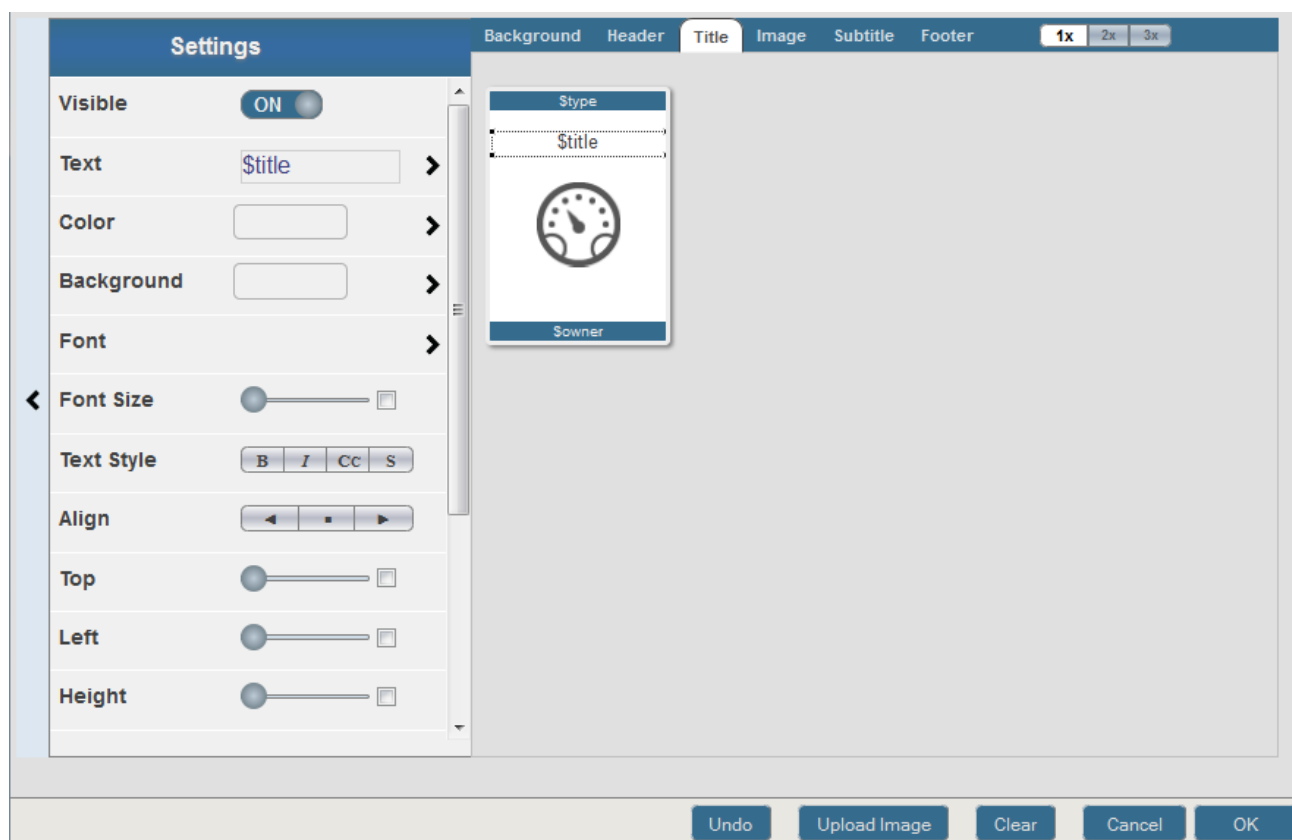 Settings
Background Header Title Image Subtitle Footer 1x 2x 3x
Visible ON
Text $title
Color
Background
Font
Font Size
Text Style B I Cc S
Align
Top
Left
Height
$type
$title
$owner
Undo Upload Image Clear Cancel OK